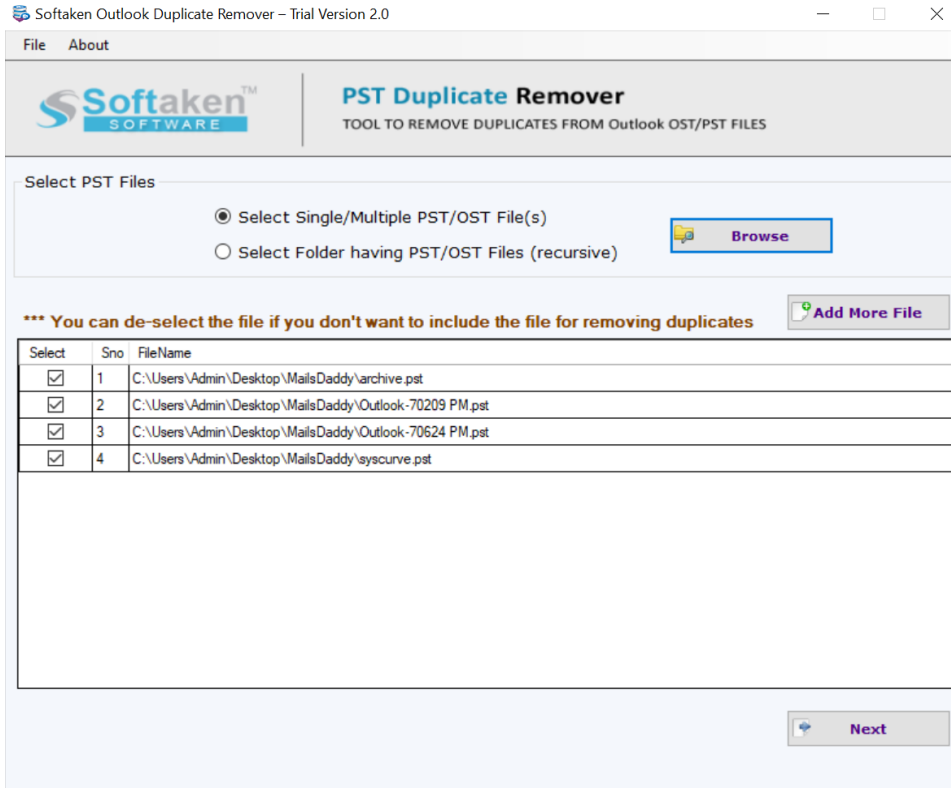 Softaken Outlook Duplicate Remover – Trial Version 2.0
File About
Softaken™
SOFTWARE
PST Duplicate Remover
TOOL TO REMOVE DUPLICATES FROM Outlook OST/PST FILES
Select PST Files
Select Single/Multiple PST/OST File(s)
Browse
Select Folder having PST/OST Files (recursive)
Add More File
*** You can de-select the file if you don't want to include the file for removing duplicates
Select Sno FileName
1 C:\Users\Admin\Desktop\MailsDaddy\archive.pst
2 C:\Users\Admin\Desktop\MailsDaddy\Outlook-70209 PM.pst
3 C:\Users\Admin\Desktop\MailsDaddy\Outlook-70624 PM.pst
4 C:\Users\Admin\Desktop\MailsDaddy\syscurve.pst
Next